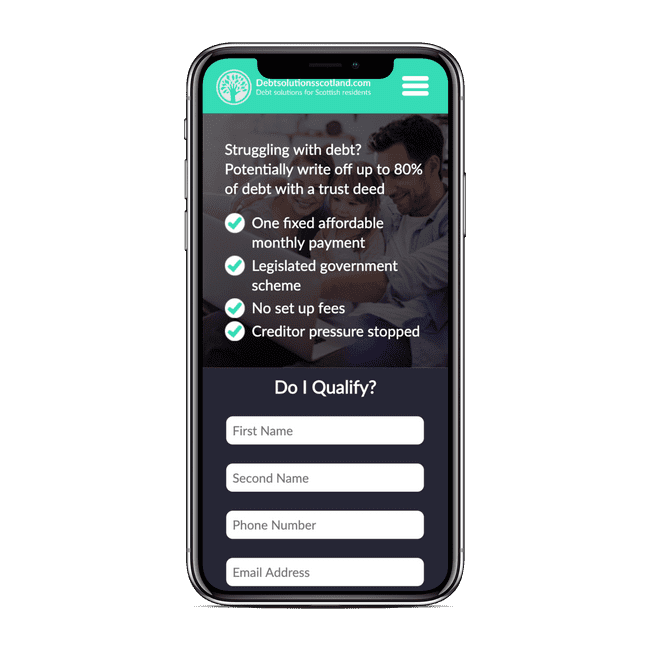 Debtsolutionsscotland.com
Debt solutions for Scottish residents
Struggling with debt?
Potentially write off up to 80%
of debt with a trust deed
One fixed affordable
monthly payment
Legislated government
scheme
No set up fees
Creditor pressure stopped
Do I Qualify?
First Name
Second Name
Phone Number
Email Address